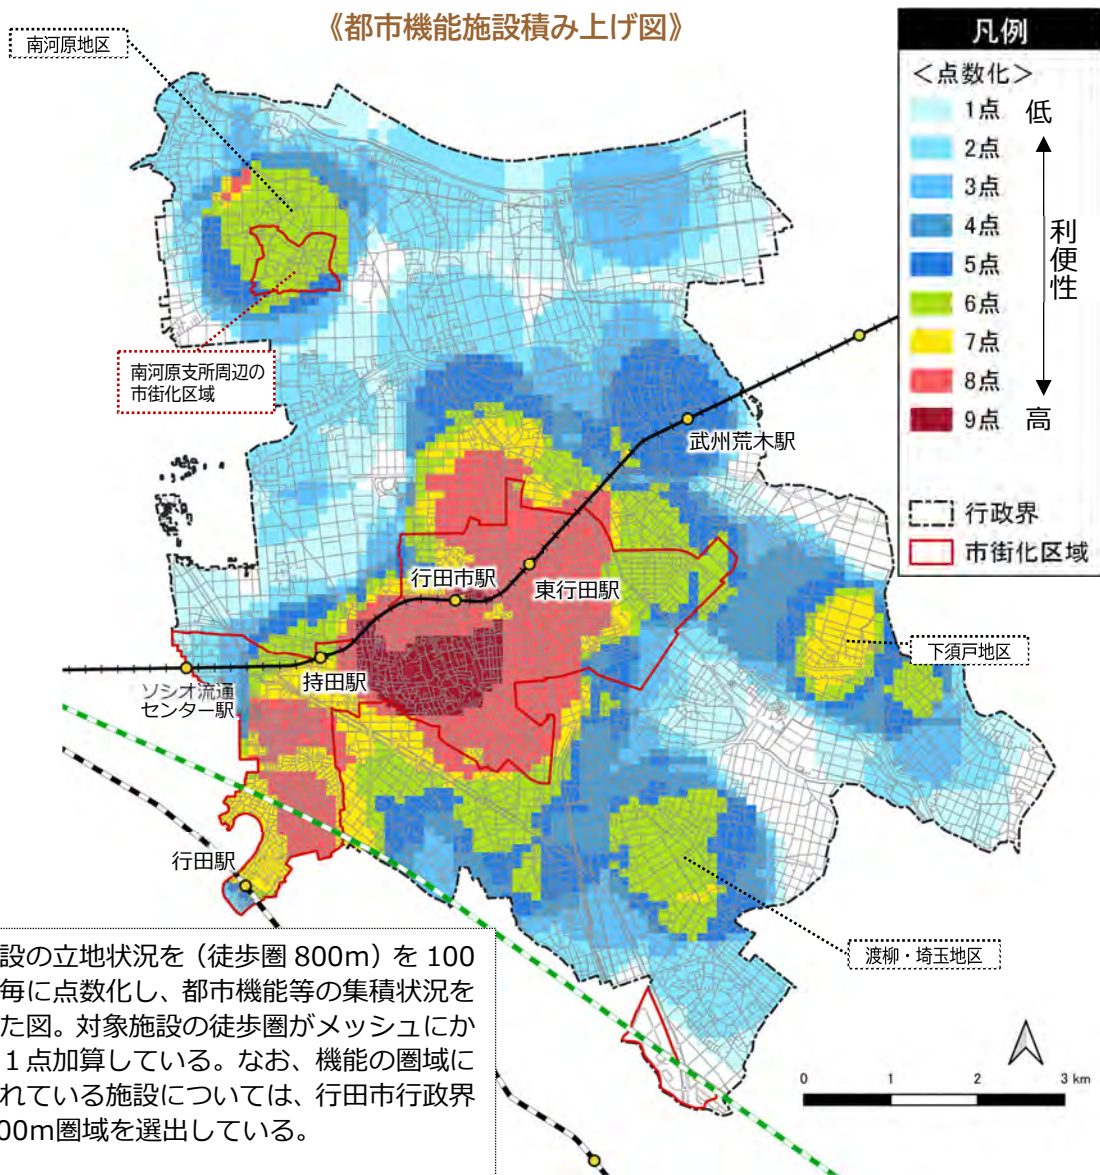 《都市機能施設積み上げ図》
南河原地区
凡例
＜点数化＞
1点 低
2点
3点
4点
5点
6点
7点
8点
9点 高
利便性
行政界
市街化区域
南河原支所周辺の
市街化区域
武州荒木駅
行田市駅
東行田駅
持田駅
ソシオ流通
センター駅
下須戸地区
行田駅
渡柳・埼玉地区
設の立地状況を（徒歩圏 800m）を 100
毎に点数化し、都市機能等の集積状況を
た図。対象施設の徒歩圏がメッシュにか
１点加算している。なお、機能の圏域に
れている施設については、行田市行政界
00m圏域を選出している。
0 1 2 3 km